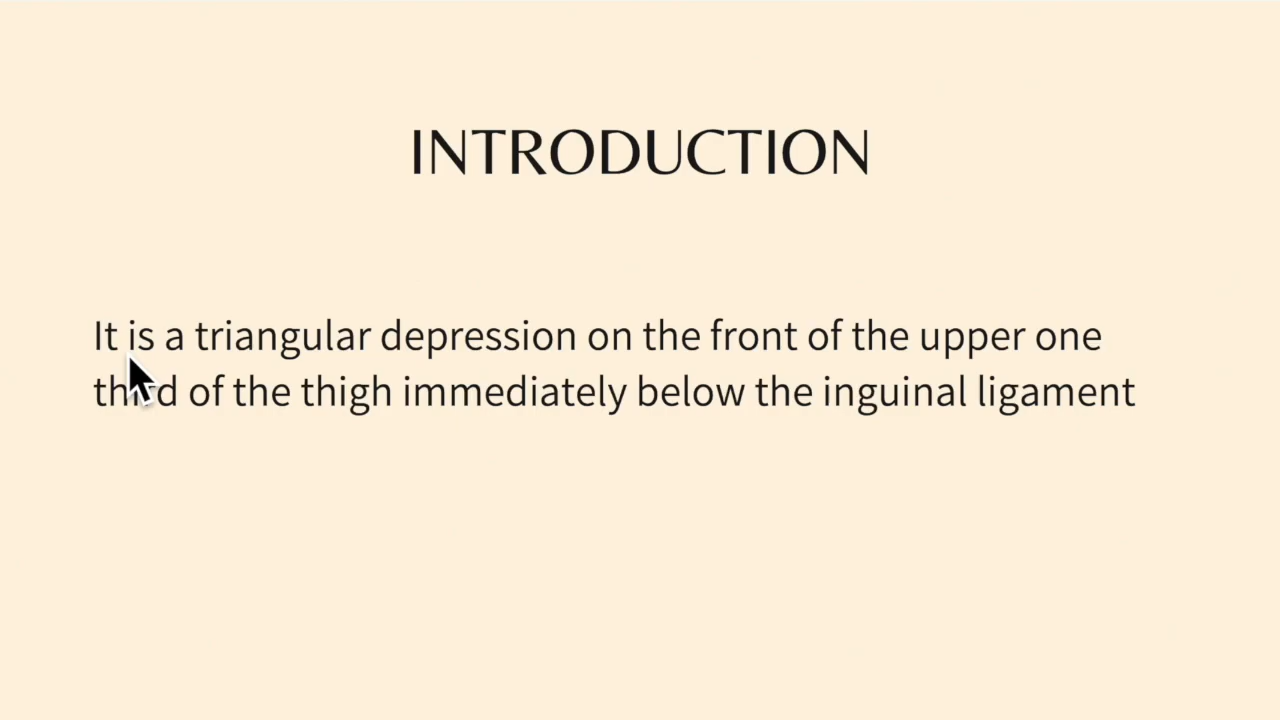 INTRODUCTION
It is a triangular depression on the front of the upper one
third of the thigh immediately below the inguinal ligament